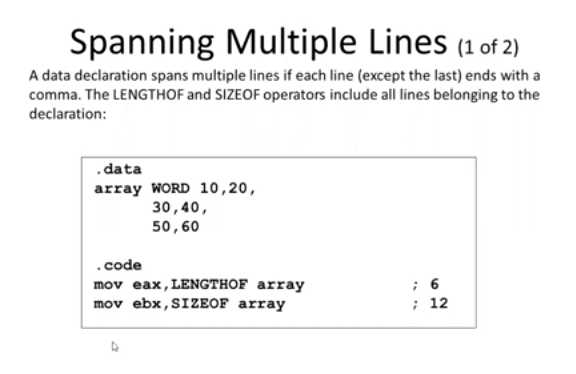 Spanning Multiple Lines (1 of 2)
A data declaration spans multiple lines if each line (except the last) ends with a
comma. The LENGTHOF and SIZEOF operators include all lines belonging to the
declaration:
.data
array WORD 10,20,
30,40,
50,60
.code
mov eax,LENGTHOF array ; 6
mov ebx,SIZEOF array ; 12